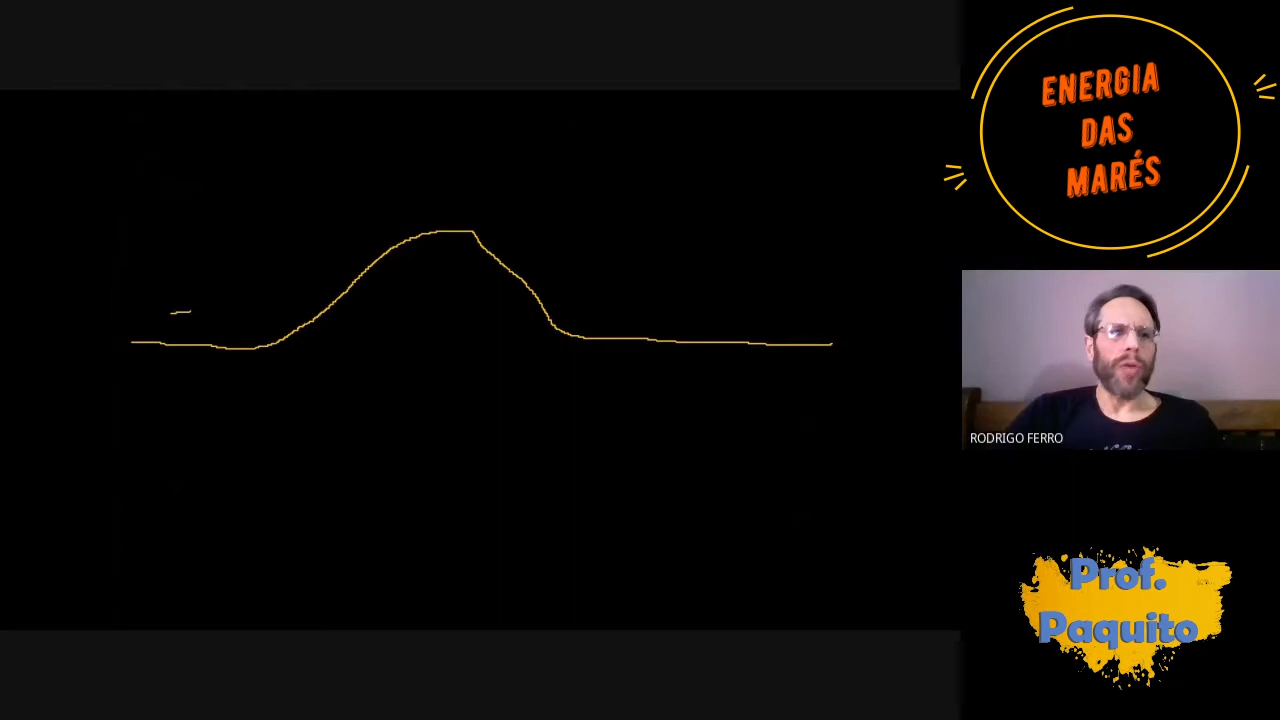 ENERGIA
DAS
MARÉS
RODRIGO FERRO
Prof.
Paquito